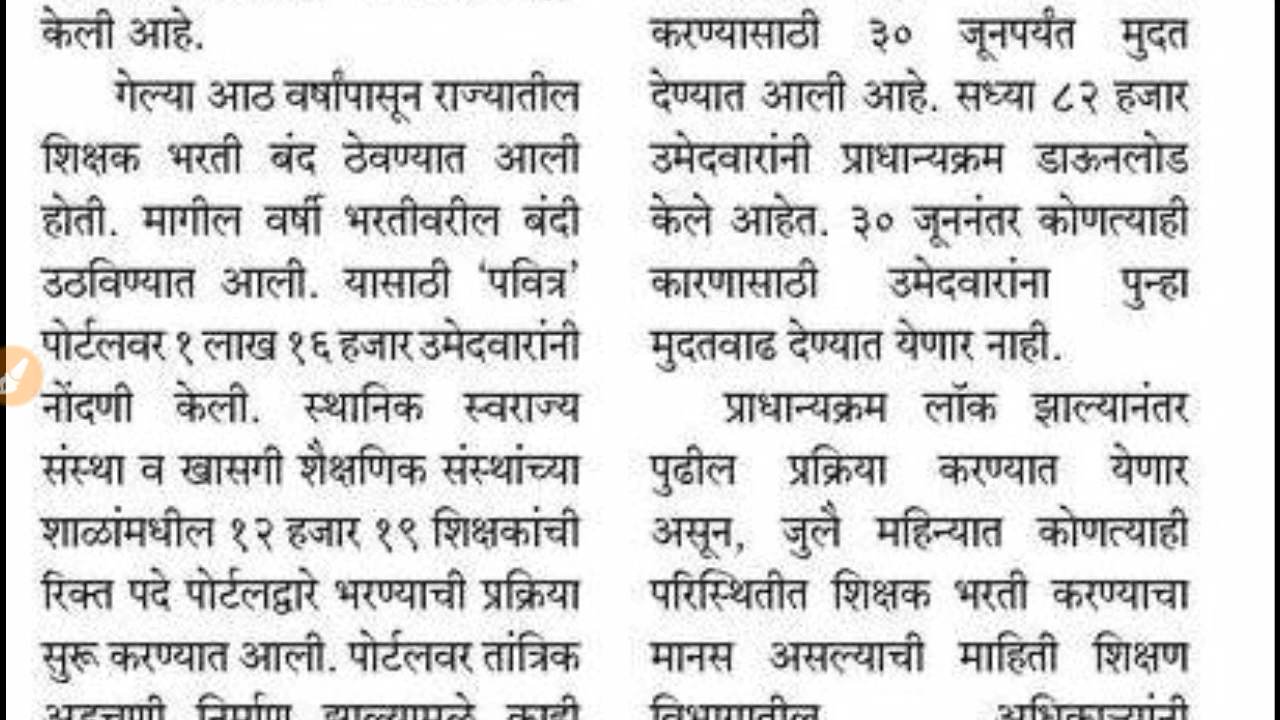 केली आहे.
गेल्या आठ वर्षांपासून राज्यातील
शिक्षक भरती बंद ठेवण्यात आली
होती. मागील वर्षी भरतीवरील बंदी
उठविण्यात आली. यासाठी ‘पवित्र’
पोर्टलवर १ लाख १६ हजार उमेदवारांनी
नोंदणी केली. स्थानिक स्वराज्य
संस्था व खासगी शैक्षणिक संस्थांच्या
शाळांमधील १२ हजार १९ शिक्षकांची
रिक्त पदे पोर्टलद्वारे भरण्याची प्रक्रिया
सुरू करण्यात आली. पोर्टलवर तांत्रिक
अडचणी निर्माण झाल्यामुळे काही
करण्यासाठी ३० जूनपर्यंत मुदत
देण्यात आली आहे. सध्या ८२ हजार
उमेदवारांनी प्राधान्यक्रम डाऊनलोड
केले आहेत. ३० जूननंतर कोणत्याही
कारणासाठी उमेदवारांना पुन्हा
मुदतवाढ देण्यात येणार नाही.
प्राधान्यक्रम लॉक झाल्यानंतर
पुढील प्रक्रिया करण्यात येणार
असून, जुलै महिन्यात कोणत्याही
परिस्थितीत शिक्षक भरती करण्याचा
मानस असल्याची माहिती शिक्षण
विभागातील अधिकाऱ्यांनी